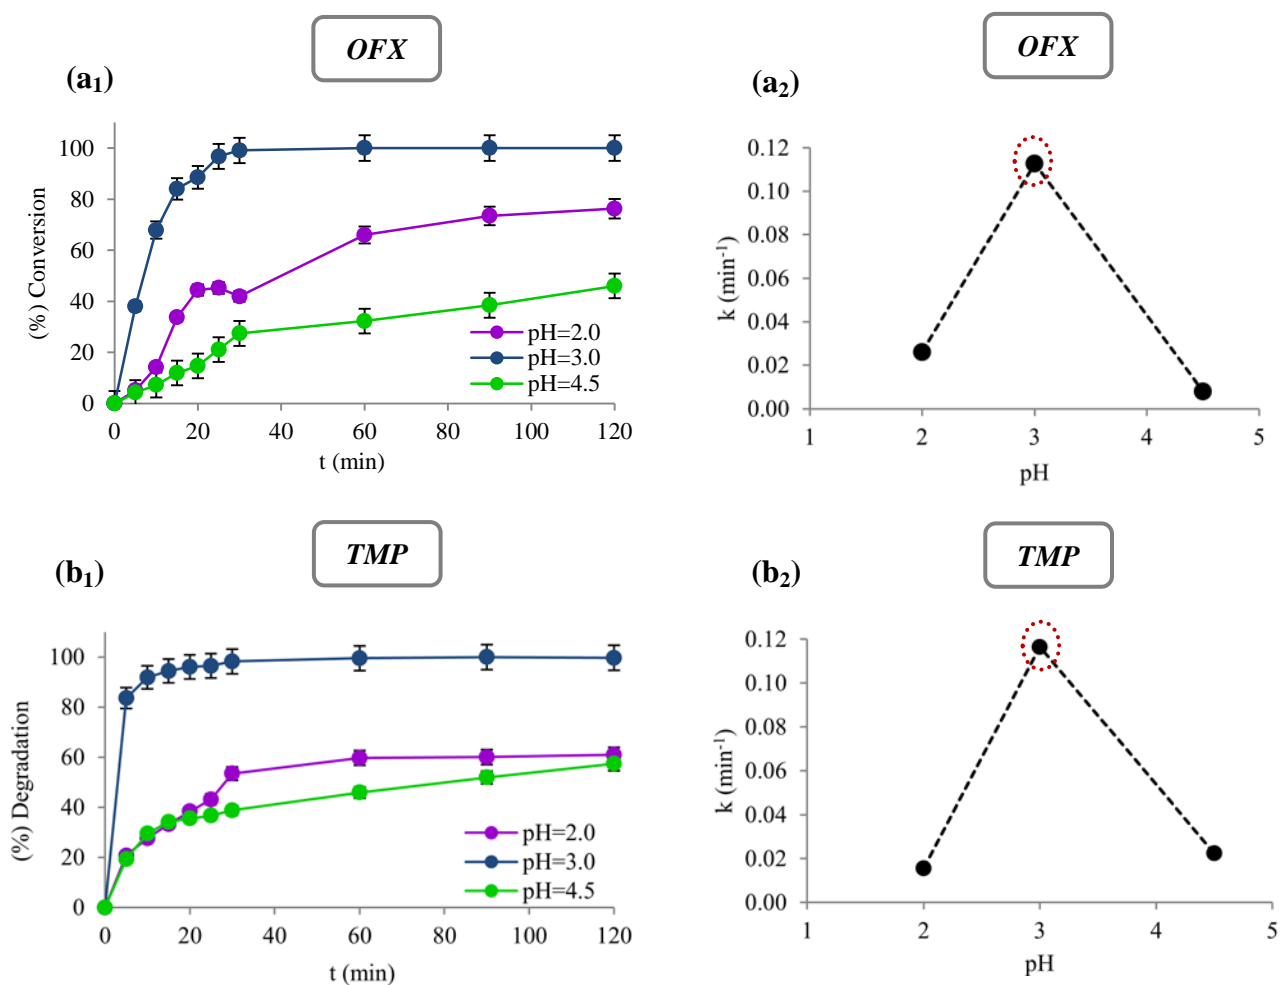 OFX
(a1)
(%) Conversion
100
80
60
40
20
0
0 20 40 60 80 100 120
t (min)
pH=2.0
pH=3.0
pH=4.5
OFX
(a2)
k (min-1)
0.12
0.10
0.08
0.06
0.04
0.02
0.00
1 2 3 4 5
pH
TMP
(b1)
(%) Degradation
100
80
60
40
20
0
0 20 40 60 80 100 120
t (min)
pH=2.0
pH=3.0
pH=4.5
TMP
(b2)
k (min-1)
0.12
0.10
0.08
0.06
0.04
0.02
0.00
1 2 3 4 5
pH